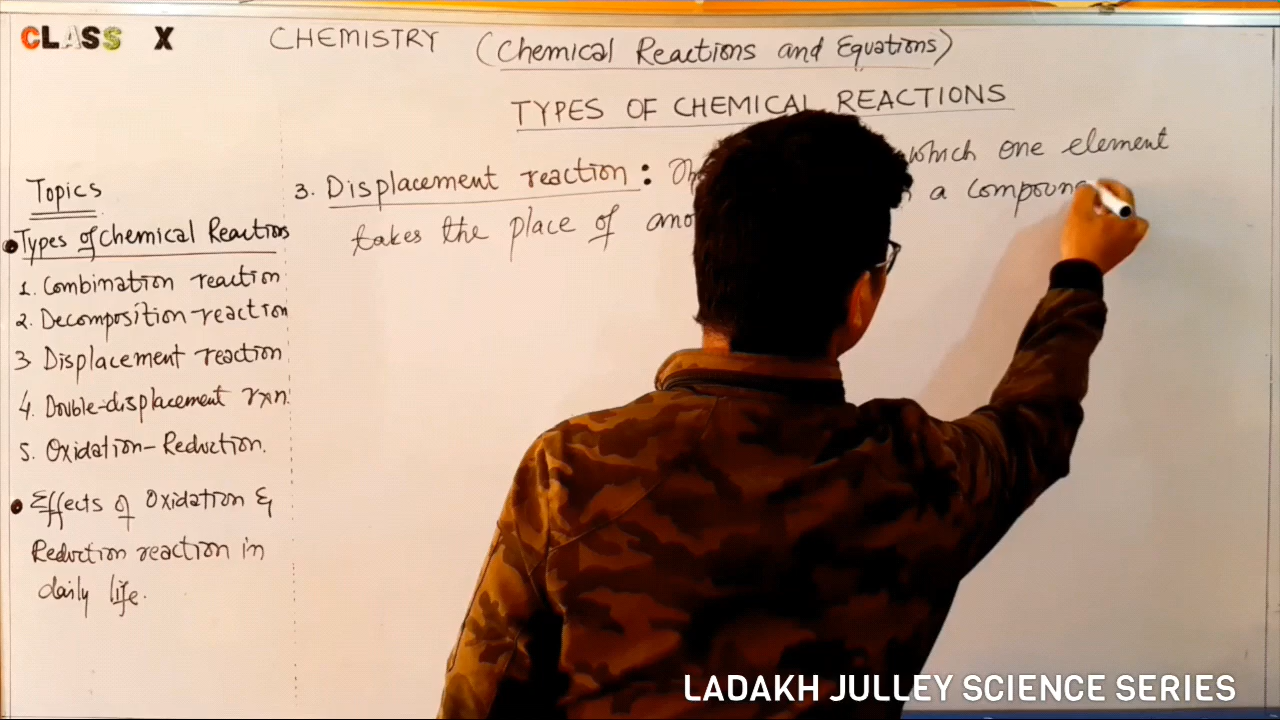 CLASS X
CHEMISTRY (Chemical Reactions and Equations)
TYPES OF CHEMICAL REACTIONS
Topics
Types of Chemical Reactions
1. Combination reaction
2. Decomposition-reaction
3 Displacement reaction
4. Double-displacement rxn.
5. Oxidation-Reduction.
Effects of Oxidation &
Reduction reaction in
daily life.
3. Displacement reaction : which one element
takes the place of a compoun
LADAKH JULLEY SCIENCE SERIES